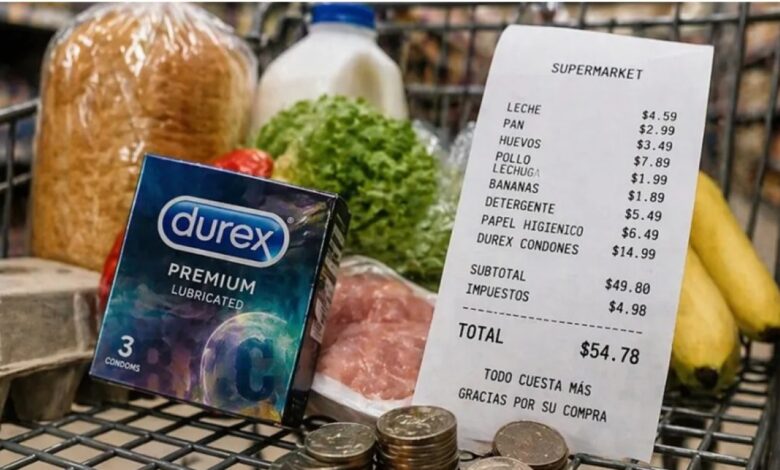 durex
PREMIUM
LUBRICATED
3
CONDOMS
SUPERMARKET
LECHE $4.59
PAN $2.99
HUEVOS $3.49
POLLO $7.89
LECHUGA $1.99
BANANAS $1.89
DETERGENTE $5.49
PAPEL HIGIENICO $6.49
DUREX CONDONES $14.99
SUBTOTAL $49.80
IMPUESTOS $4.98
TOTAL $54.78
TODO CUESTA MÁS
GRACIAS POR SU COMPRA